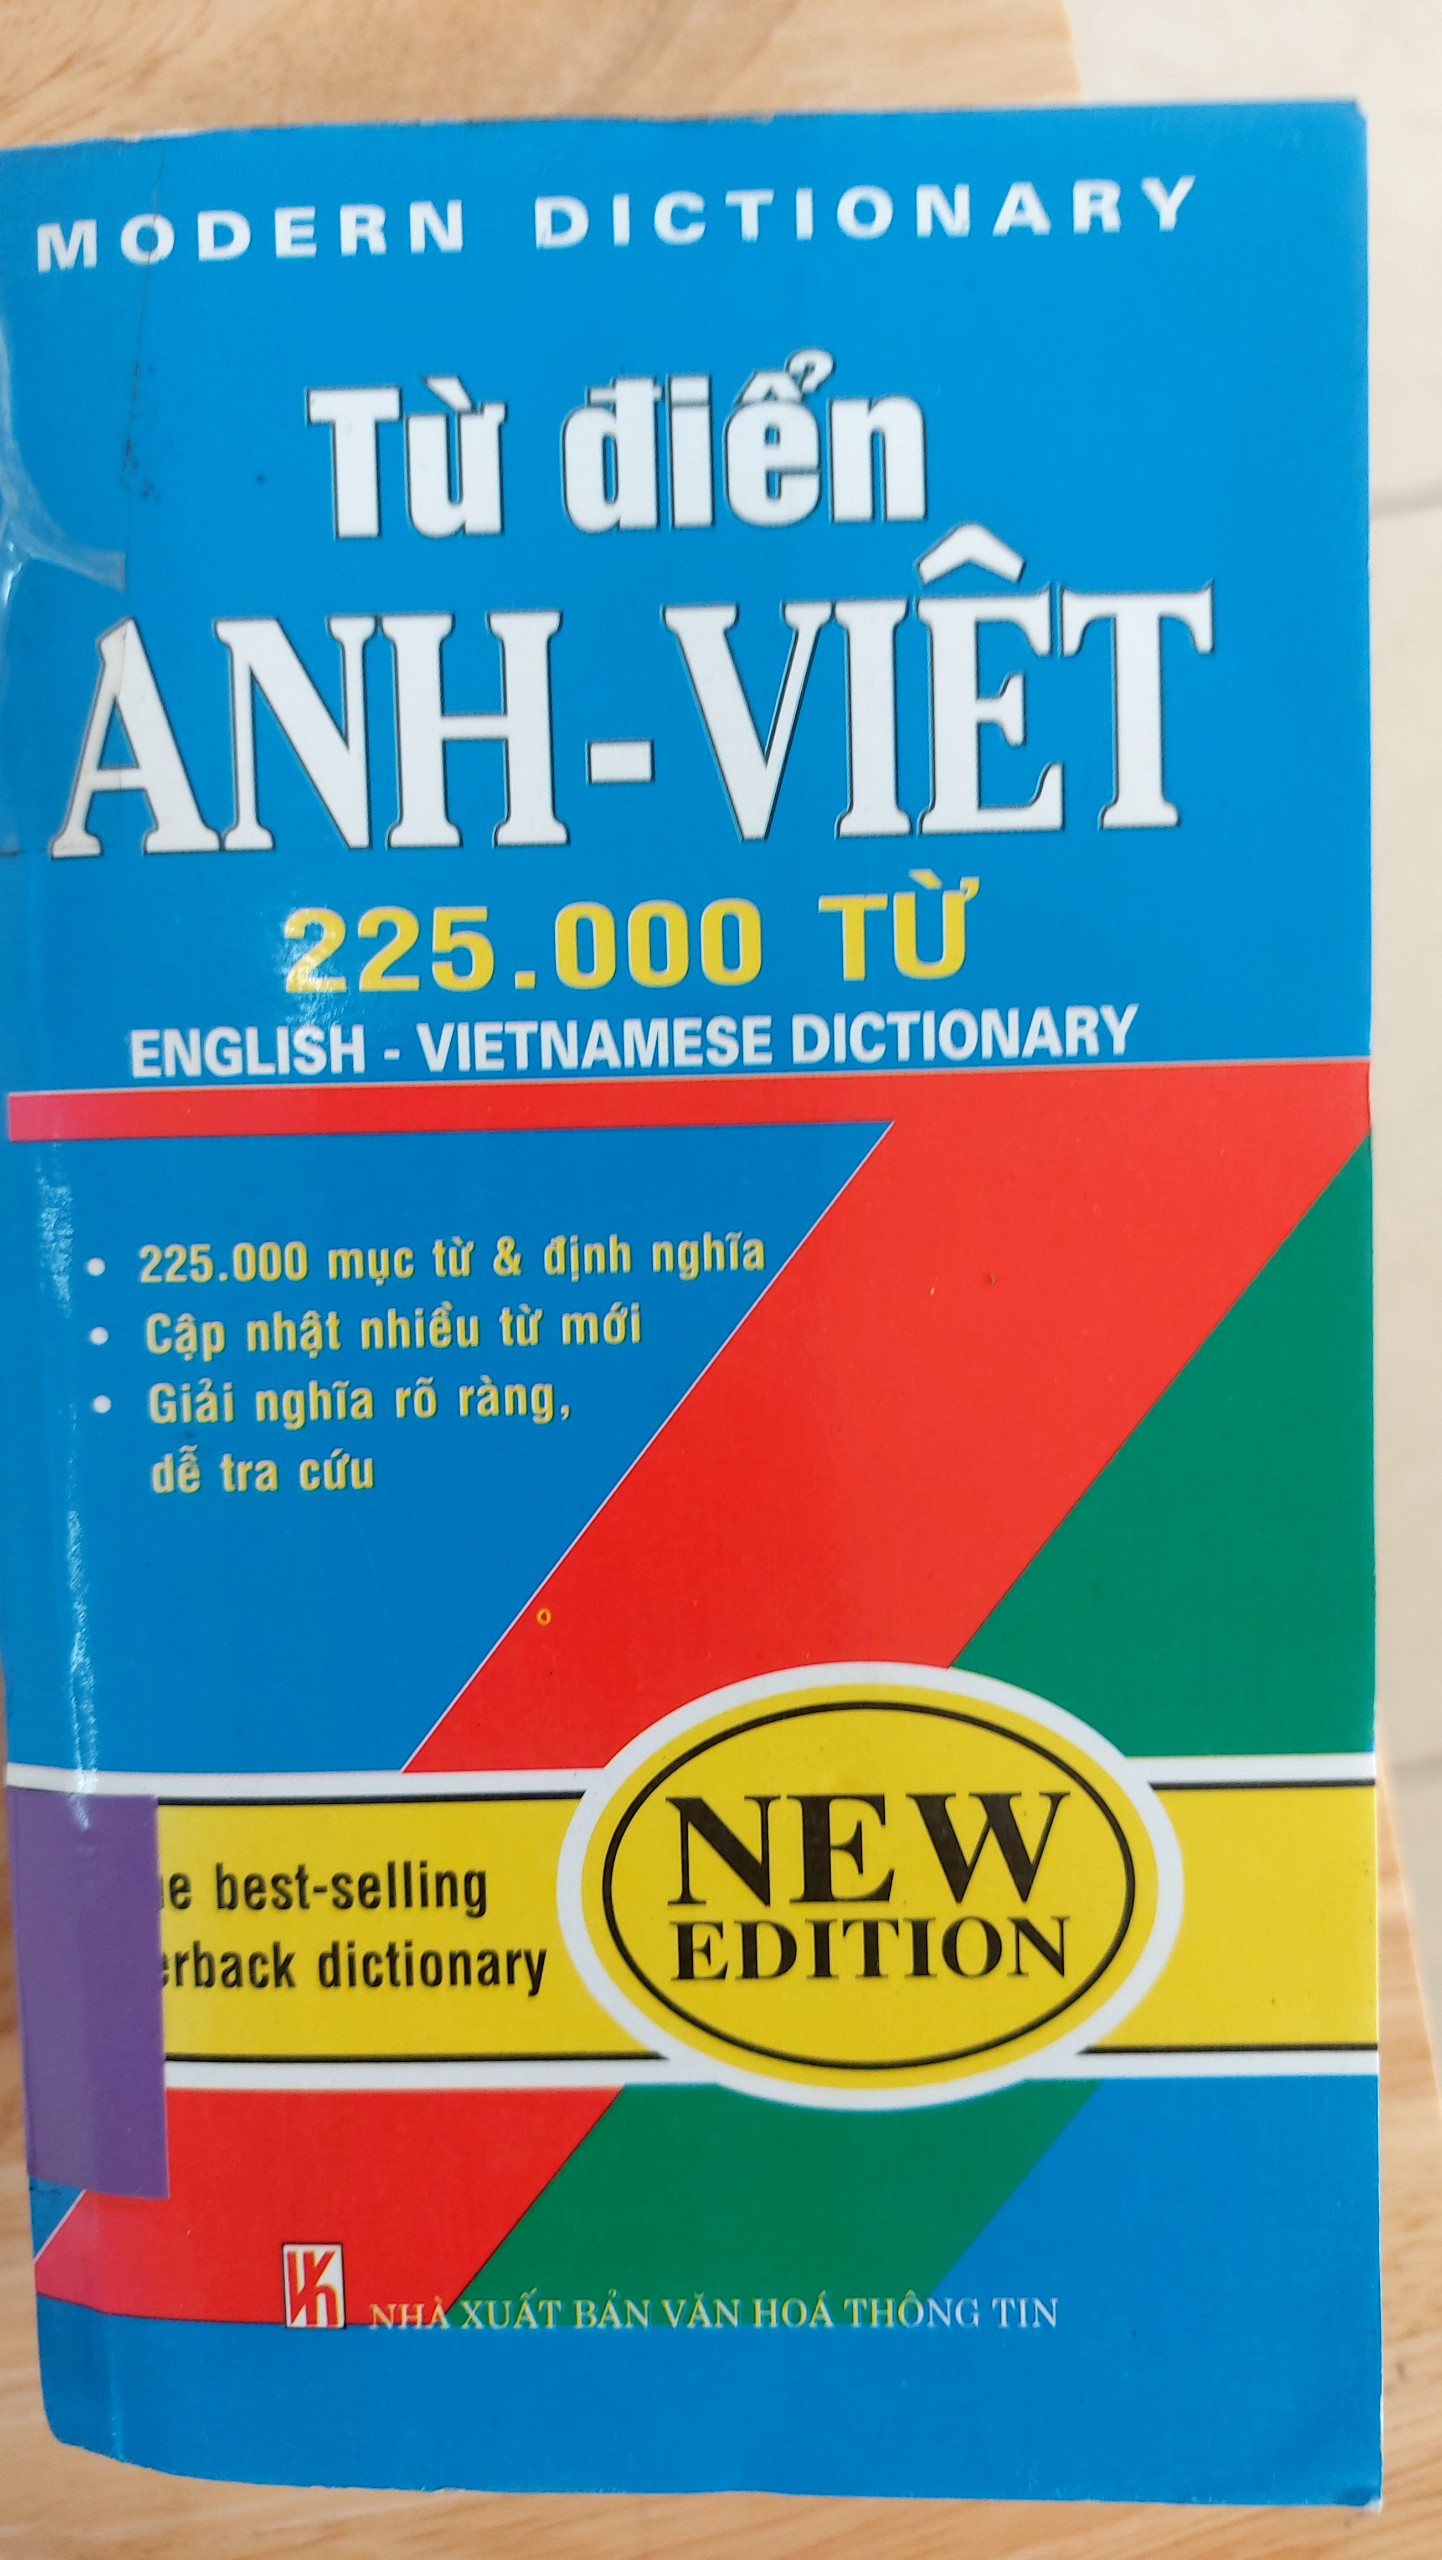 MODERN DICTIONARY
Từ điển
ANH-VIÊT
225.000 TỪ
ENGLISH - VIETNAMESE DICTIONARY
• 225.000 mục từ & định nghĩa
• Cập nhật nhiều từ mới
• Giải nghĩa rõ ràng,
dễ tra cứu
best-selling
dictionary
NEW
EDITION
NHÀ XUẤT BẢN VĂN HOÁ THÔNG TIN